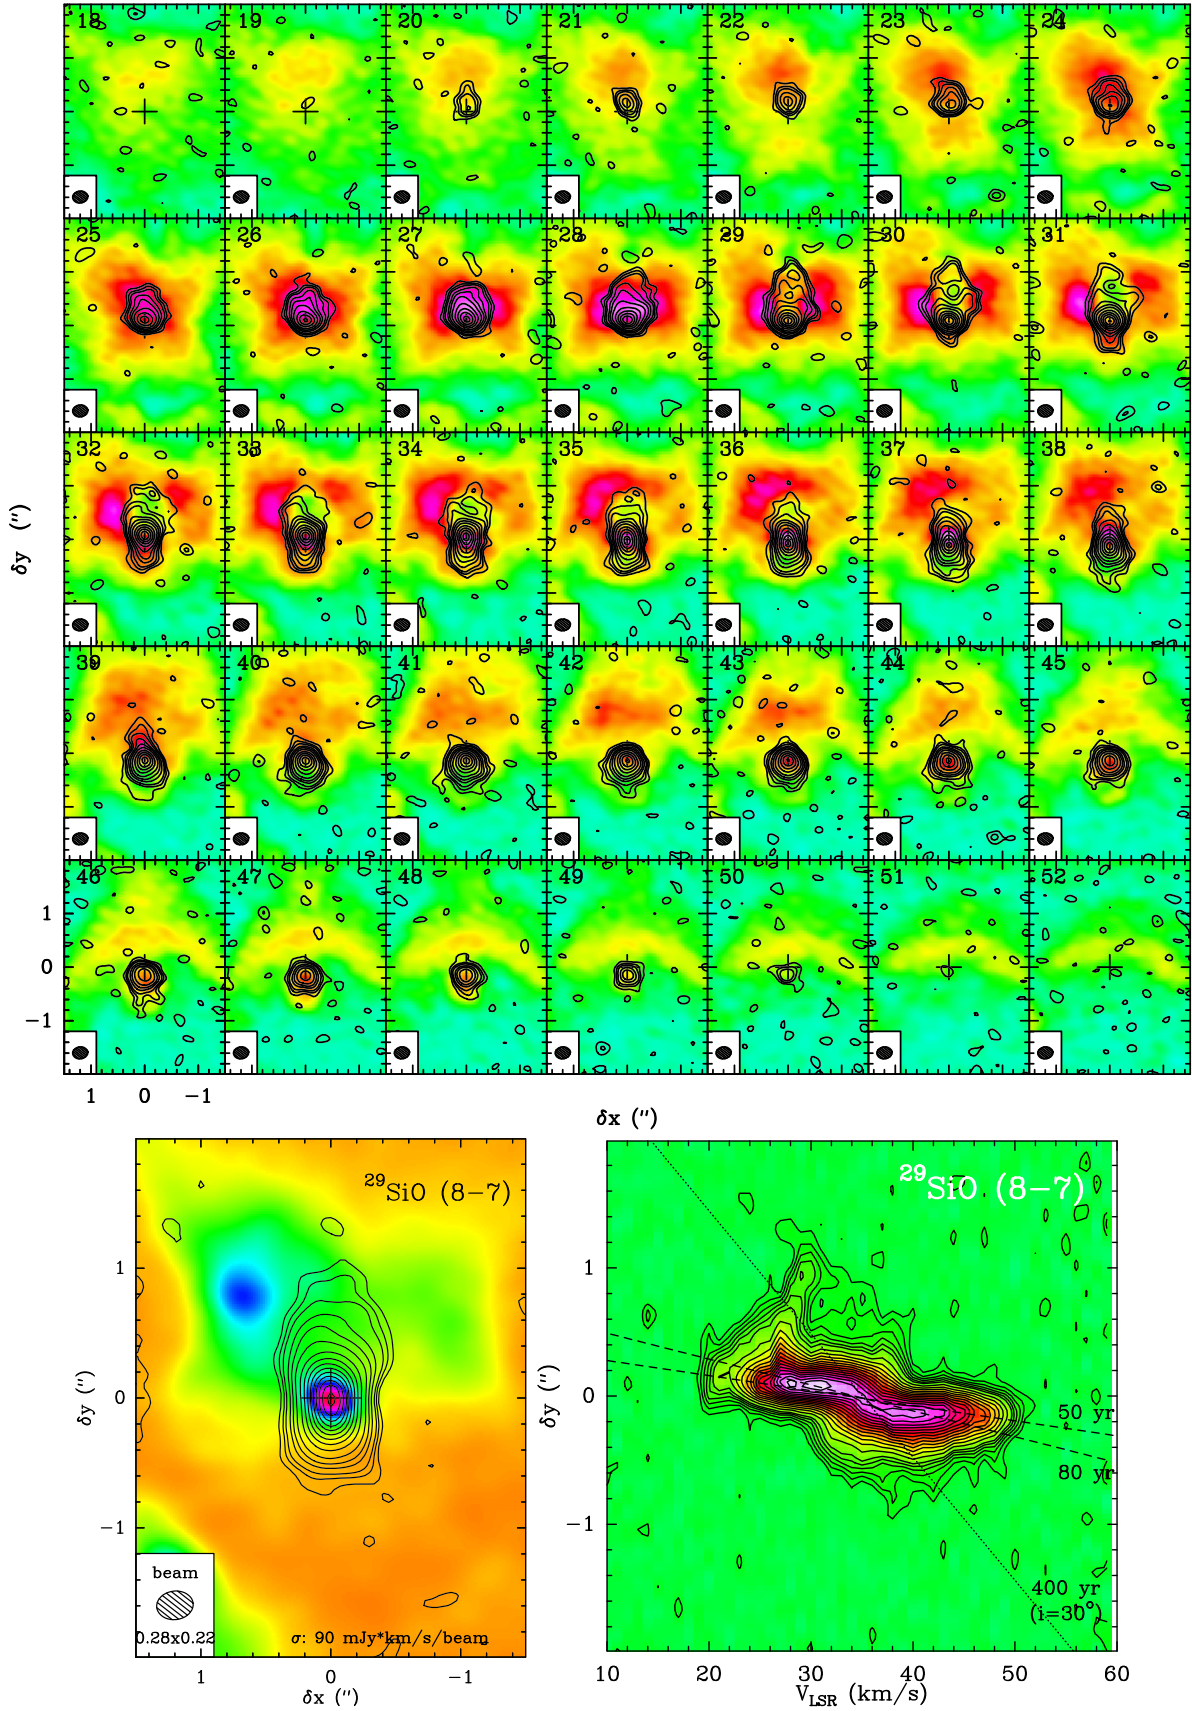 18 19 20 21 22 23 24
25 26 27 28 29 30 31
32 33 34 35 36 37 38
δy (″)
39 40 41 42 43 44 45
46 47 48 49 50 51 52
1
0
−1
1 0 −1
δx (″)
²⁹SiO (8−7)
1
0
−1
δy (″)
beam
0.28x0.22
σ: 90 mJy*km/s/beam
1 0 −1
δx (″)
²⁹SiO (8−7)
1
0
−1
δy (″)
50 yr
80 yr
400 yr
(i=30°)
10 20 30 40 50 60
V_LSR (km/s)